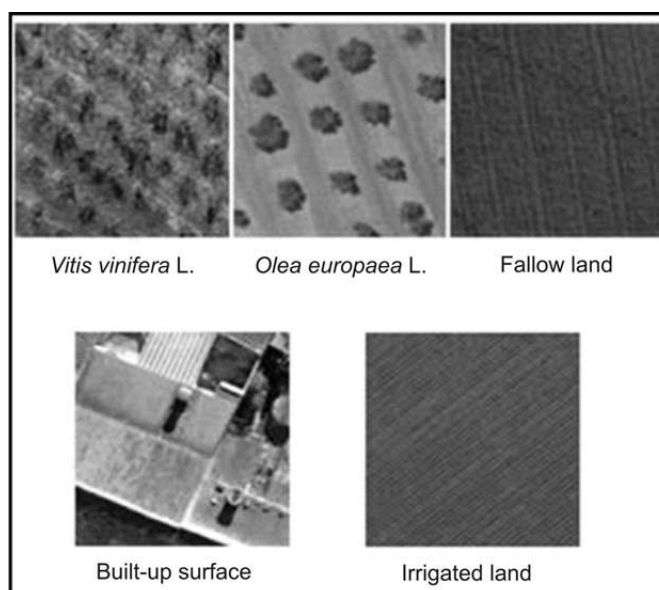 Vitis vinifera L.
Olea europaea L.
Fallow land
Built-up surface
Irrigated land